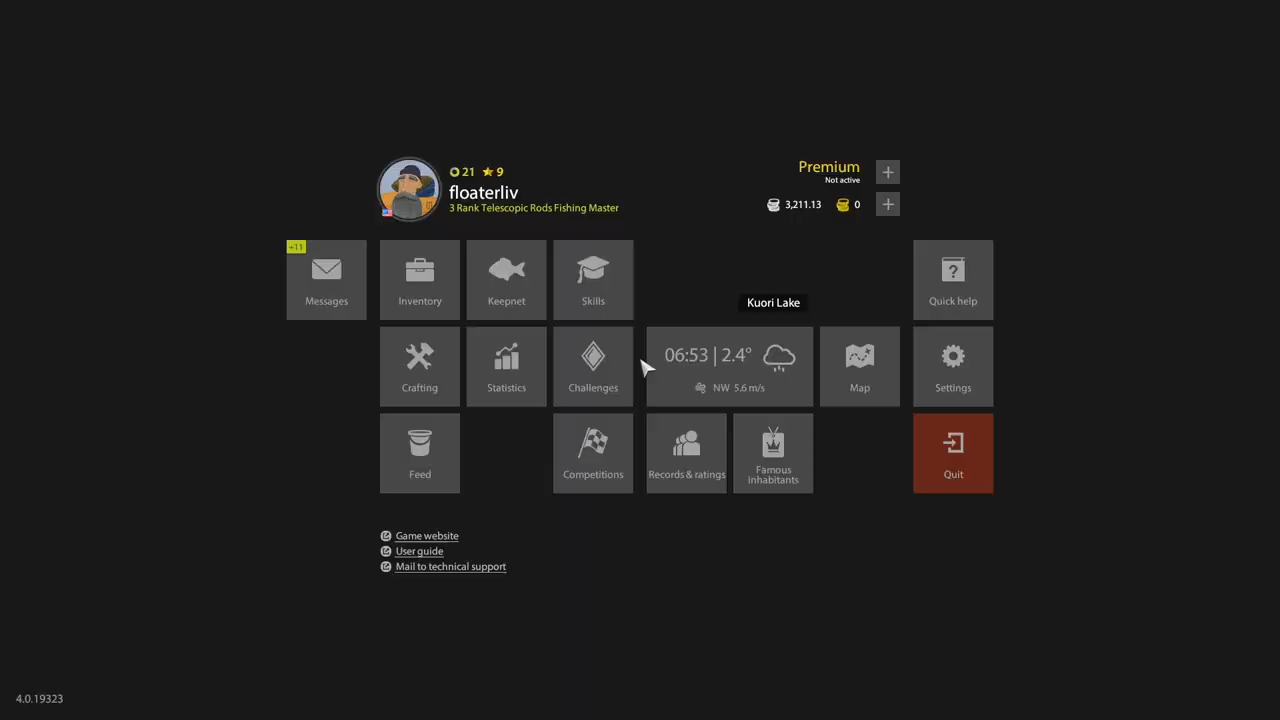 21 9
floaterliv
3 Rank Telescopic Rods Fishing Master
Premium
Not active
3,211.13 0
+11
Messages
Inventory
Keepnet
Skills
Kuori Lake
Quick help
Crafting
Statistics
Challenges
06:53 | 2.4°
NW 5.6 m/s
Map
Settings
Feed
Competitions
Records & ratings
Famous
inhabitants
Quit
Game website
User guide
Mail to technical support
4.0.19323